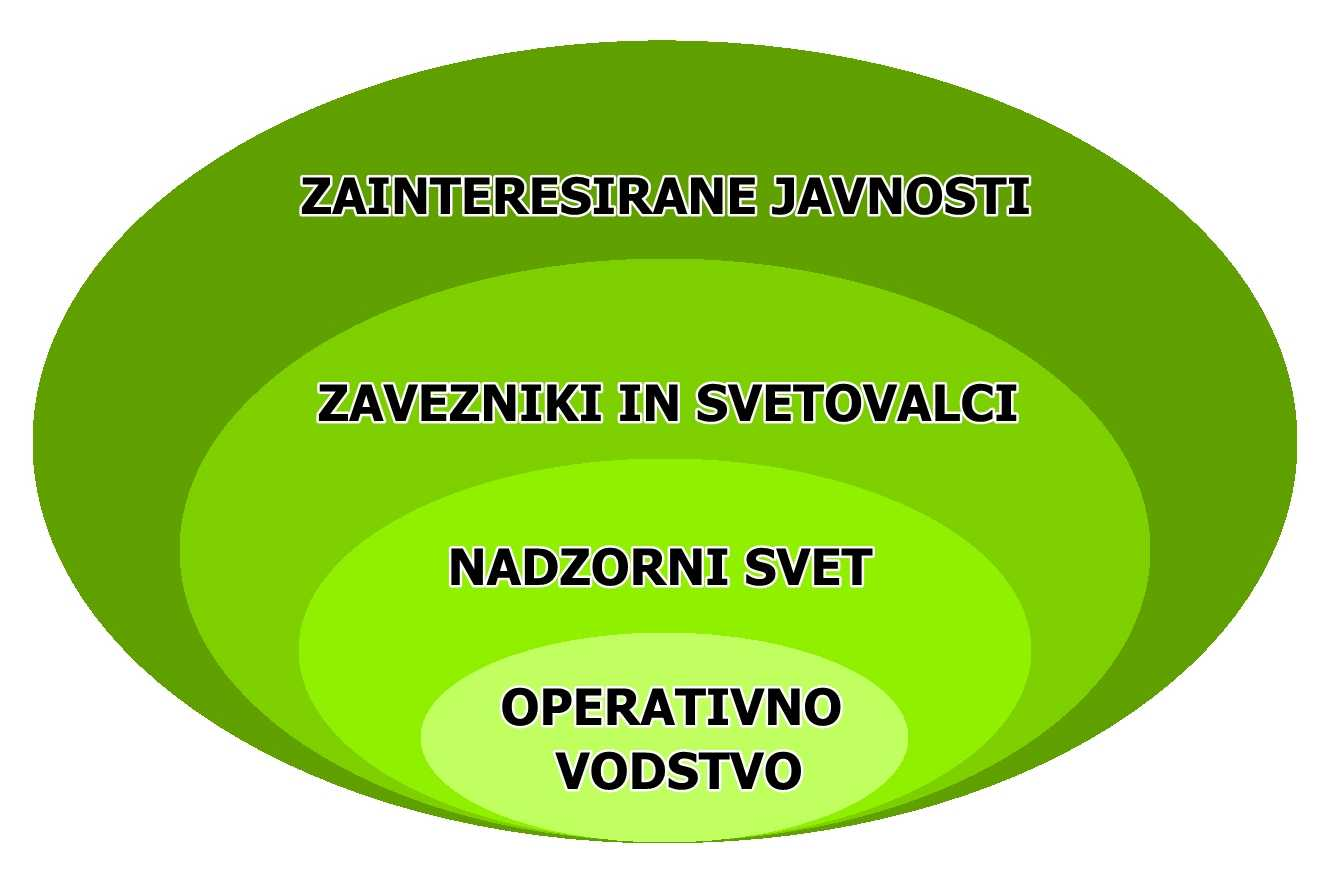 ZAINTERESIRANE JAVNOSTI
ZAVEZNIKI IN SVETOVALCI
NADZORNI SVET
OPERATIVNO
VODSTVO